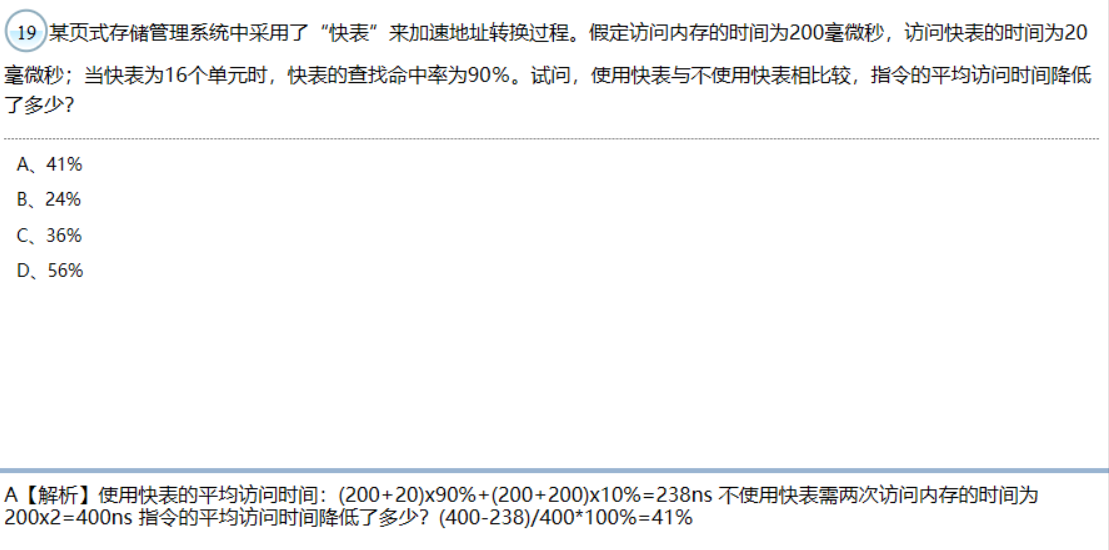 19 某页式存储管理系统中采用了“快表”来加速地址转换过程。假定访问内存的时间为200毫微秒，访问快表的时间为20
毫微秒；当快表为16个单元时，快表的查找命中率为90%。试问，使用快表与不使用快表相比较，指令的平均访问时间降低
了多少？
A、41%
B、24%
C、36%
D、56%
A【解析】使用快表的平均访问时间：(200+20)x90%+(200+200)x10%=238ns 不使用快表需两次访问内存的时间为
200x2=400ns 指令的平均访问时间降低了多少？(400-238)/400*100%=41%